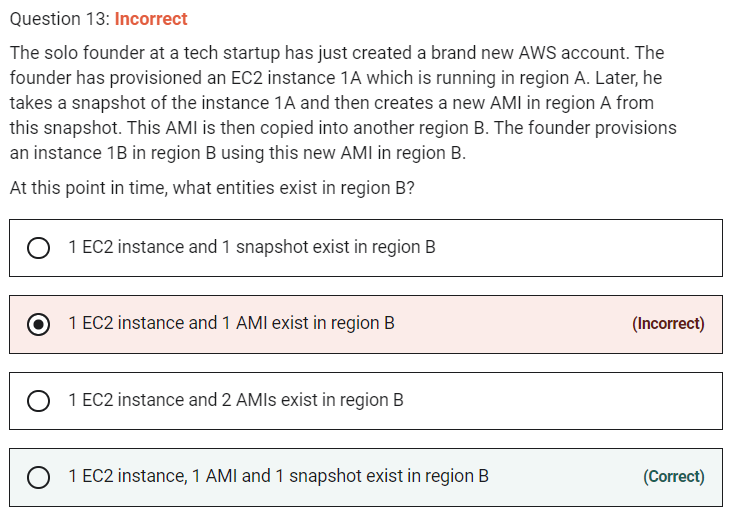 Question 13: Incorrect
The solo founder at a tech startup has just created a brand new AWS account. The
founder has provisioned an EC2 instance 1A which is running in region A. Later, he
takes a snapshot of the instance 1A and then creates a new AMI in region A from
this snapshot. This AMI is then copied into another region B. The founder provisions
an instance 1B in region B using this new AMI in region B.
At this point in time, what entities exist in region B?
1 EC2 instance and 1 snapshot exist in region B
1 EC2 instance and 1 AMI exist in region B (Incorrect)
1 EC2 instance and 2 AMIs exist in region B
1 EC2 instance, 1 AMI and 1 snapshot exist in region B (Correct)